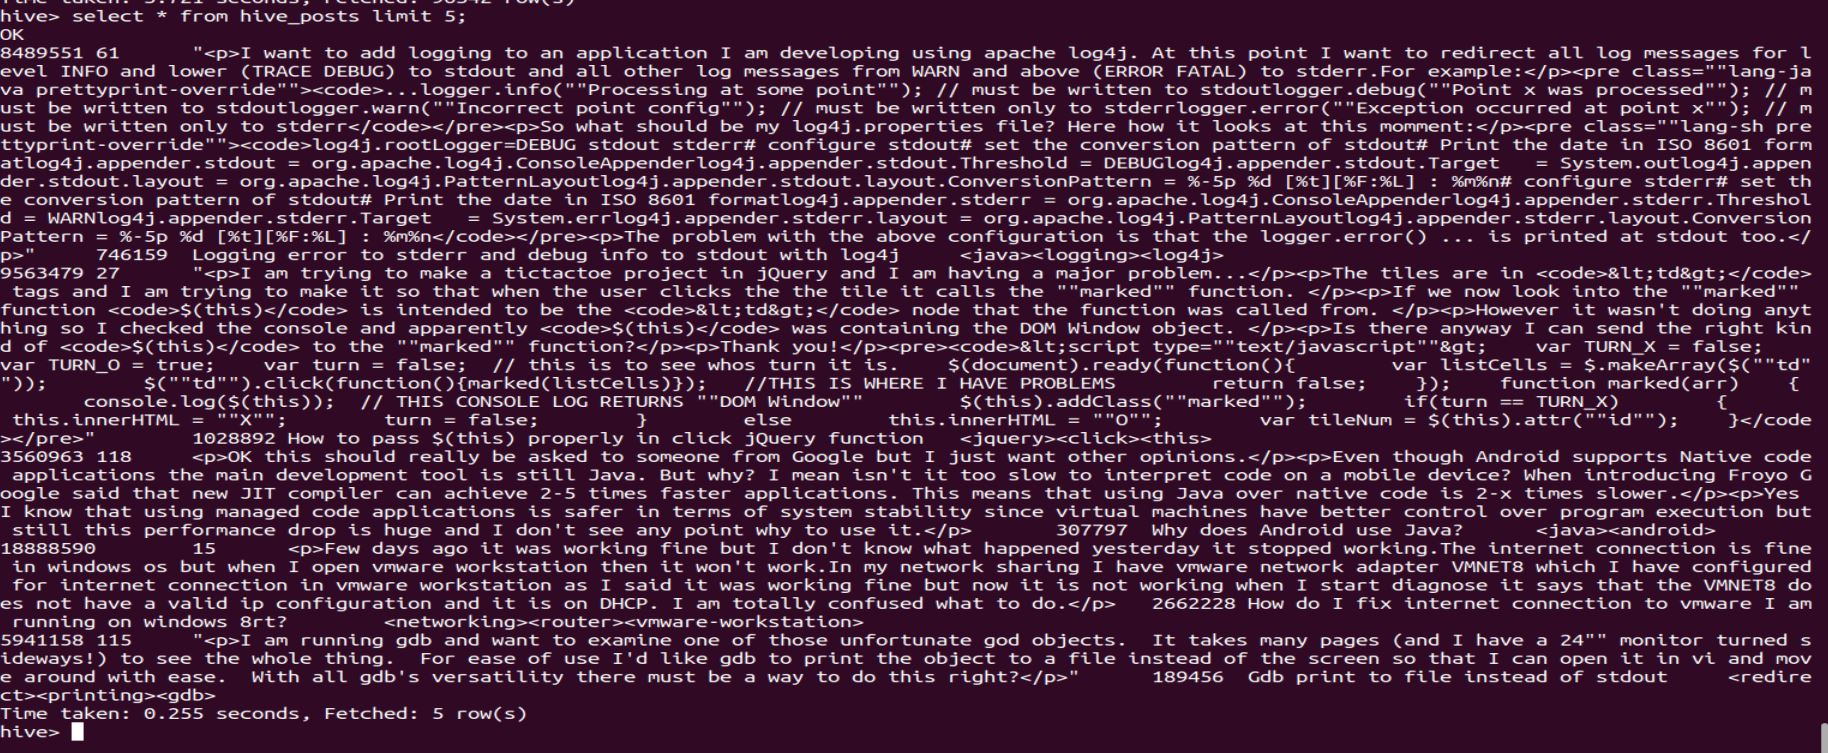 hive> select * from hive_posts limit 5;
OK
8489551 61      "<p>I want to add logging to an application I am developing using apache log4j. At this point I want to redirect all log messages for l
evel INFO and lower (TRACE DEBUG) to stdout and all other log messages from WARN and above (ERROR FATAL) to stderr.For example:</p><pre class=""lang-ja
va prettyprint-override""><code>...logger.info(""Processing at some point""); // must be written to stdoutlogger.debug(""Point x was processed""); // m
ust be written to stdoutlogger.warn(""Incorrect point config""); // must be written only to stderrlogger.error(""Exception occurred at point x""); // m
ust be written only to stderr</code></pre><p>So what should be my log4j.properties file? Here how it looks at this momment:</p><pre class=""lang-sh pre
ttyprint-override""><code>log4j.rootLogger=DEBUG stdout stderr# configure stdout# set the conversion pattern of stdout# Print the date in ISO 8601 form
atlog4j.appender.stdout = org.apache.log4j.ConsoleAppenderlog4j.appender.stdout.Threshold = DEBUGlog4j.appender.stdout.Target   = System.outlog4j.appen
der.stdout.layout = org.apache.log4j.PatternLayoutlog4j.appender.stdout.layout.ConversionPattern = %-5p %d [%t][%F:%L] : %m%n# configure stderr# set th
e conversion pattern of stdout# Print the date in ISO 8601 formatlog4j.appender.stderr = org.apache.log4j.ConsoleAppenderlog4j.appender.stderr.Threshol
d = WARNlog4j.appender.stderr.Target   = System.errlog4j.appender.stderr.layout = org.apache.log4j.PatternLayoutlog4j.appender.stderr.layout.Conversion
Pattern = %-5p %d [%t][%F:%L] : %m%n</code></pre><p>The problem with the above configuration is that the logger.error() ... is printed at stdout too.</
p>"     746159  Logging error to stderr and debug info to stdout with log4j     <java><logging><log4j>
9563479 27      "<p>I am trying to make a tictactoe project in jQuery and I am having a major problem...</p><p>The tiles are in <code>&lt;td&gt;</code>
 tags and I am trying to make it so that when the user clicks the the tile it calls the ""marked"" function. </p><p>If we now look into the ""marked""
function <code>$(this)</code> is intended to be the <code>&lt;td&gt;</code> node that the function was called from. </p><p>However it wasn't doing anyt
hing so I checked the console and apparently <code>$(this)</code> was containing the DOM Window object. </p><p>Is there anyway I can send the right kin
d of <code>$(this)</code> to the ""marked"" function?</p><p>Thank you!</p><pre><code>&lt;script type=""text/javascript""&gt;    var TURN_X = false;
var TURN_O = true;    var turn = false;  // this is to see whos turn it is.    $(document).ready(function(){        var listCells = $.makeArray($(""td"
"));        $(""td"").click(function(){marked(listCells)});   //THIS IS WHERE I HAVE PROBLEMS        return false;    });    function marked(arr)    {
       console.log($(this));  // THIS CONSOLE LOG RETURNS ""DOM Window""        $(this).addClass(""marked"");        if(turn == TURN_X)        {
 this.innerHTML = ""X"";        turn = false;        }        else        this.innerHTML = ""O"";        var tileNum = $(this).attr(""id"");    }</code
></pre>"        1028892 How to pass $(this) properly in click jQuery function   <jquery><click><this>
3560963 118     <p>OK this should really be asked to someone from Google but I just want other opinions.</p><p>Even though Android supports Native code
 applications the main development tool is still Java. But why? I mean isn't it too slow to interpret code on a mobile device? When introducing Froyo G
oogle said that new JIT compiler can achieve 2-5 times faster applications. This means that using Java over native code is 2-x times slower.</p><p>Yes
I know that using managed code applications is safer in terms of system stability since virtual machines have better control over program execution but
 still this performance drop is huge and I don't see any point why to use it.</p>       307797  Why does Android use Java?      <java><android>
18888590        15      <p>Few days ago it was working fine but I don't know what happened yesterday it stopped working.The internet connection is fine
 in windows os but when I open vmware workstation then it won't work.In my network sharing I have vmware network adapter VMNET8 which I have configured
 for internet connection in vmware workstation as I said it was working fine but now it is not working when I start diagnose it says that the VMNET8 do
es not have a valid ip configuration and it is on DHCP. I am totally confused what to do.</p>   2662228 How do I fix internet connection to vmware I am
 running on windows 8rt?        <networking><router><vmware-workstation>
5941158 115     "<p>I am running gdb and want to examine one of those unfortunate god objects.  It takes many pages (and I have a 24"" monitor turned s
ideways!) to see the whole thing.  For ease of use I'd like gdb to print the object to a file instead of the screen so that I can open it in vi and mov
e around with ease.  With all gdb's versatility there must be a way to do this right?</p>"      189456  Gdb print to file instead of stdout     <redire
ct><printing><gdb>
Time taken: 0.255 seconds, Fetched: 5 row(s)
hive>